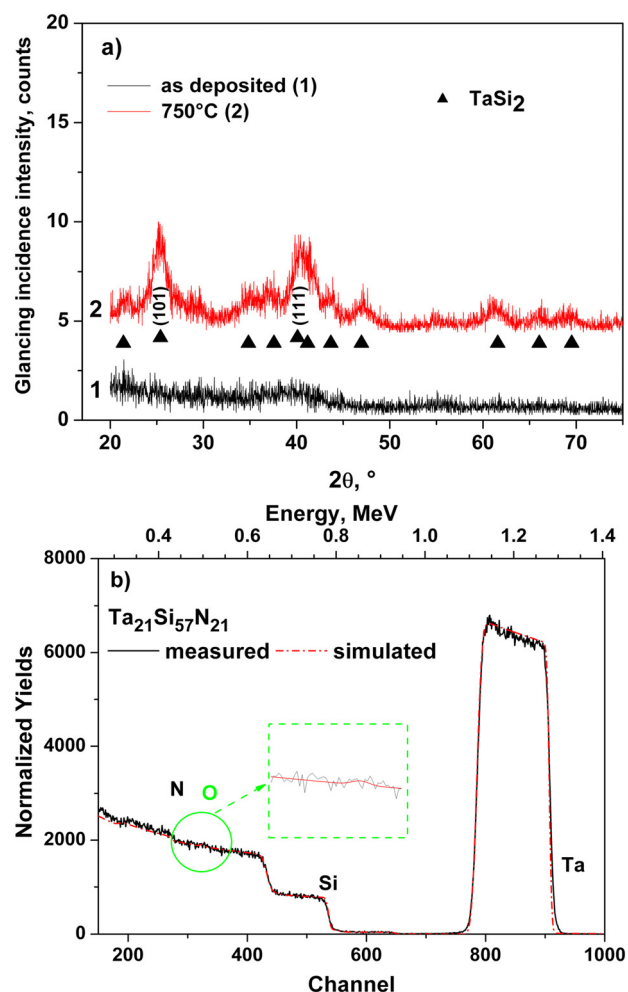 a)
as deposited (1)
750°C (2)
TaSi2
Glancing incidence intensity, counts
20
15
10
5
0
2
1
(101)
(111)
20 30 40 50 60 70
2θ, °
Energy, MeV
0.4 0.6 0.8 1.0 1.2 1.4
b)
Ta21Si57N21
measured simulated
Normalized Yields
8000
6000
4000
2000
0
N O
Si
Ta
200 400 600 800 1000
Channel